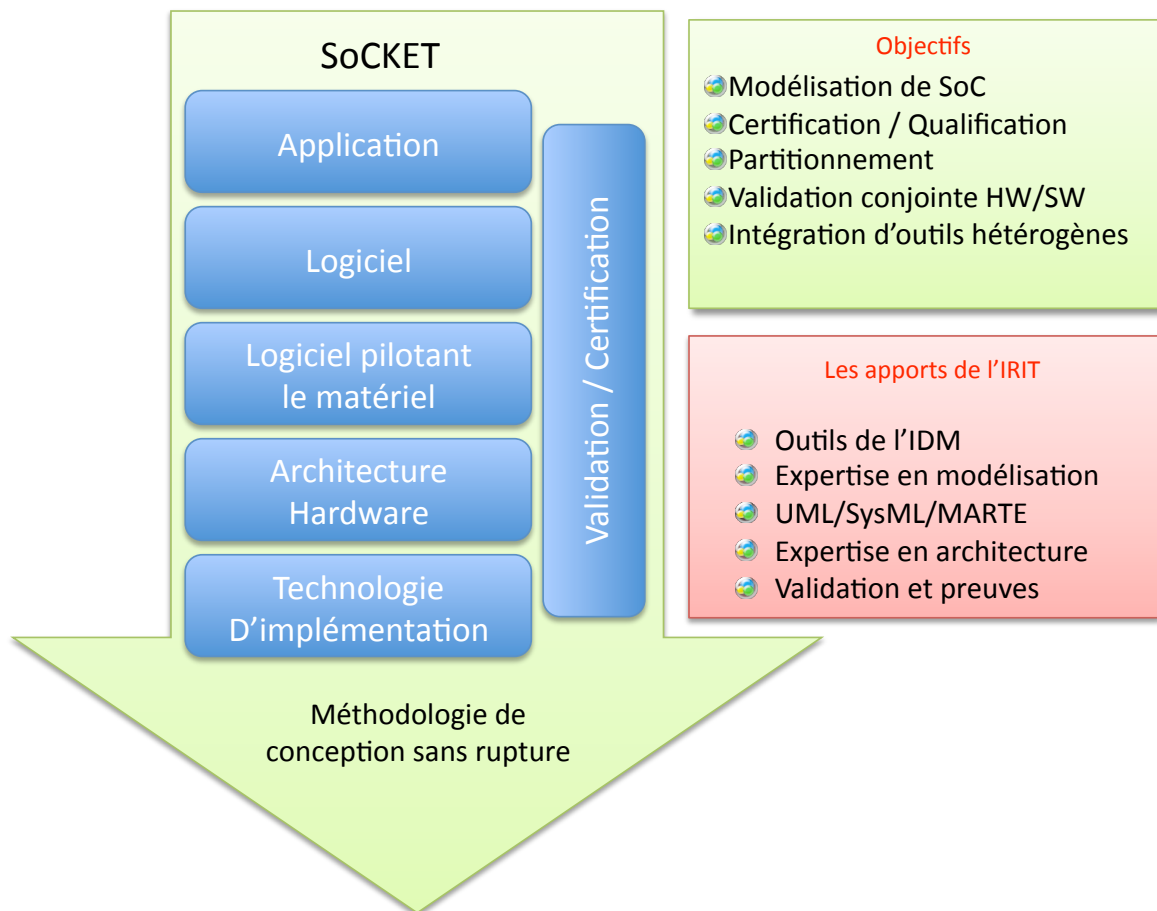 SoCKET
Application
Logiciel
Logiciel pilotant
le matériel
Architecture
Hardware
Technologie
D'implémentation
Validation / Certification
Méthodologie de
conception sans rupture
Objectifs
Modélisation de SoC
Certification / Qualification
Partitionnement
Validation conjointe HW/SW
Intégration d'outils hétérogènes
Les apports de l'IRIT
Outils de l'IDM
Expertise en modélisation
UML/SysML/MARTE
Expertise en architecture
Validation et preuves